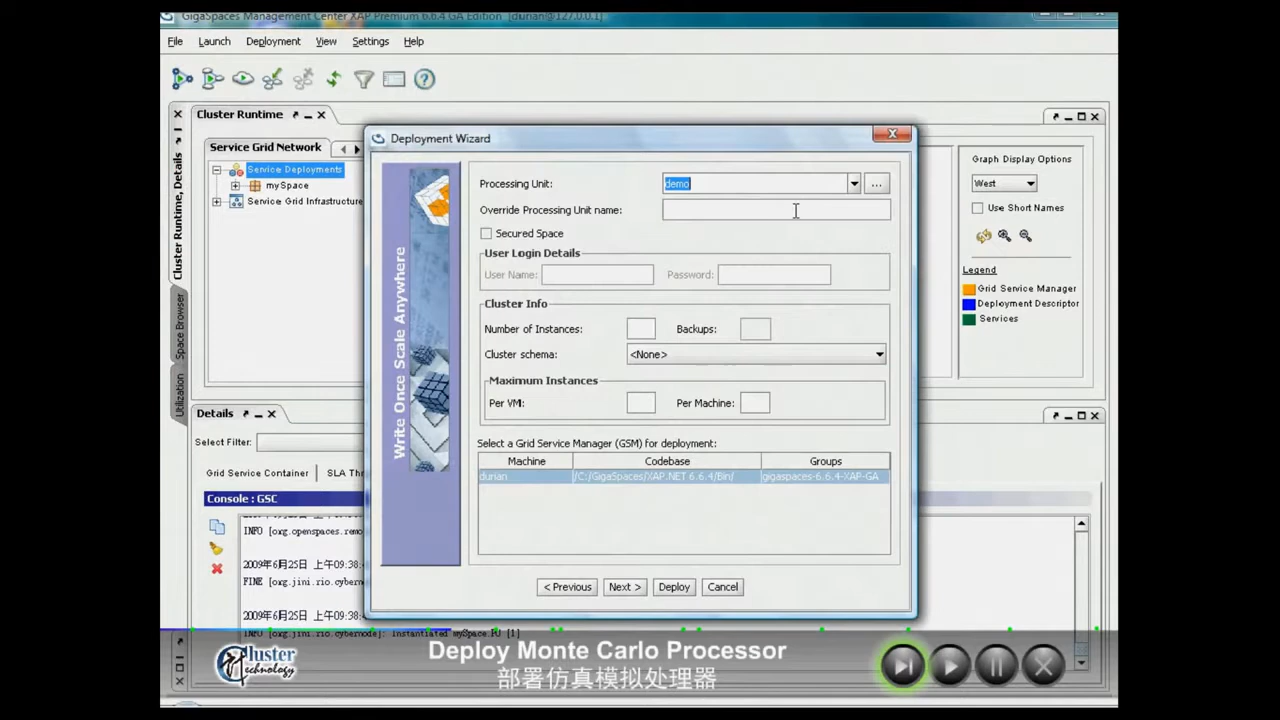 GigaSpaces Management Center XAP Premium 6.6.4 GA Edition [durian@127.0.0.1]
File Launch Deployment View Settings Help
Cluster Runtime
Service Grid Network
Service Deployments
mySpace
Service Grid Infrastructure
Cluster Runtime, Details
Space Browser
Utilization
Deployment Wizard
Write Once Scale Anywhere
Processing Unit: demo ...
Override Processing Unit name:
Secured Space
User Login Details
User Name: Password:
Cluster Info
Number of Instances: Backups:
Cluster schema: <None>
Maximum Instances
Per VM: Per Machine:
Select a Grid Service Manager (GSM) for deployment:
Machine Codebase Groups
durian /C:/GigaSpaces/XAP.NET 6.6.4/Bin/ gigaspaces-6.6.4-XAP-GA
< Previous Next > Deploy Cancel
Graph Display Options
West
Use Short Names
Legend
Grid Service Manager
Deployment Descriptor
Services
Details
Select Filter:
Grid Service Container SLA Thr
Console : GSC
INFO [org.openspaces.remo
2009年6月25日 上午09:38:4
FINE [org.jini.rio.cyberno
2009年6月25日 上午09:38:4
INFO [org.jini.rio.cybernode]: Instantiated mySpace.PU [1]
Cluster
Technology
Deploy Monte Carlo Processor
部署仿真模拟处理器